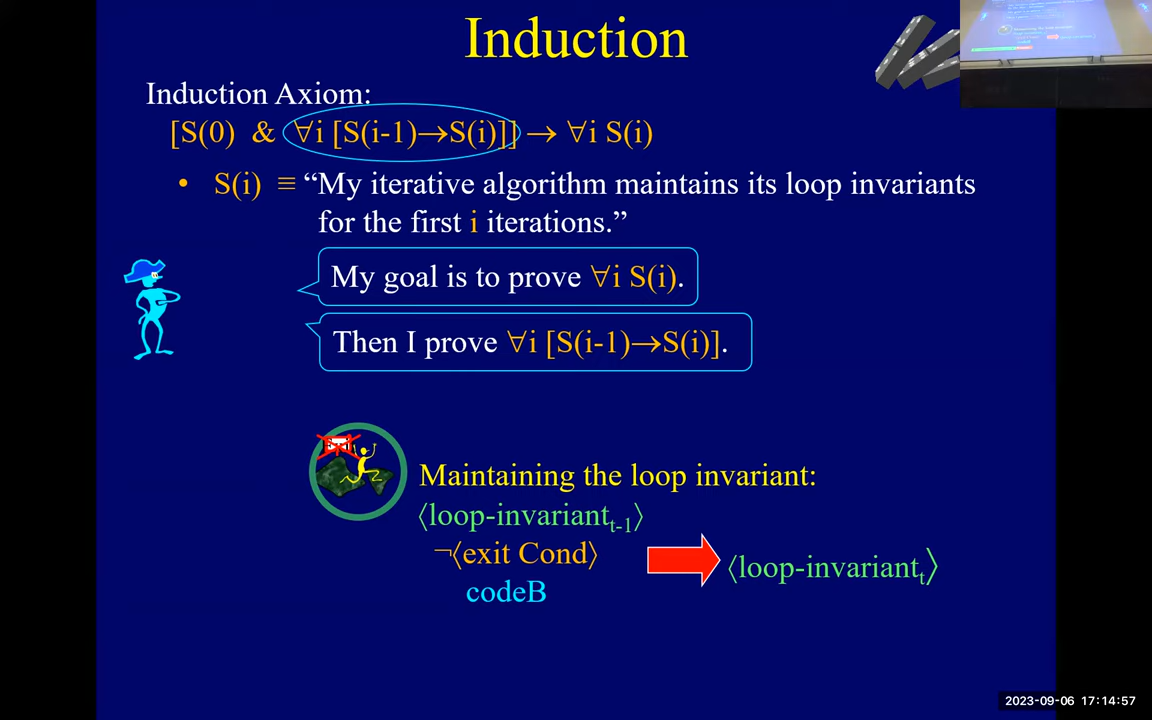 Induction
Induction Axiom:
[S(0) & ∀i [S(i-1)→S(i)]] → ∀i S(i)
• S(i) ≡ “My iterative algorithm maintains its loop invariants
for the first i iterations.”
My goal is to prove ∀i S(i).
Then I prove ∀i [S(i-1)→S(i)].
Maintaining the loop invariant:
〈loop-invariantₜ₋₁〉
¬〈exit Cond〉
codeB
〈loop-invariantₜ〉
2023-09-06 17:14:57